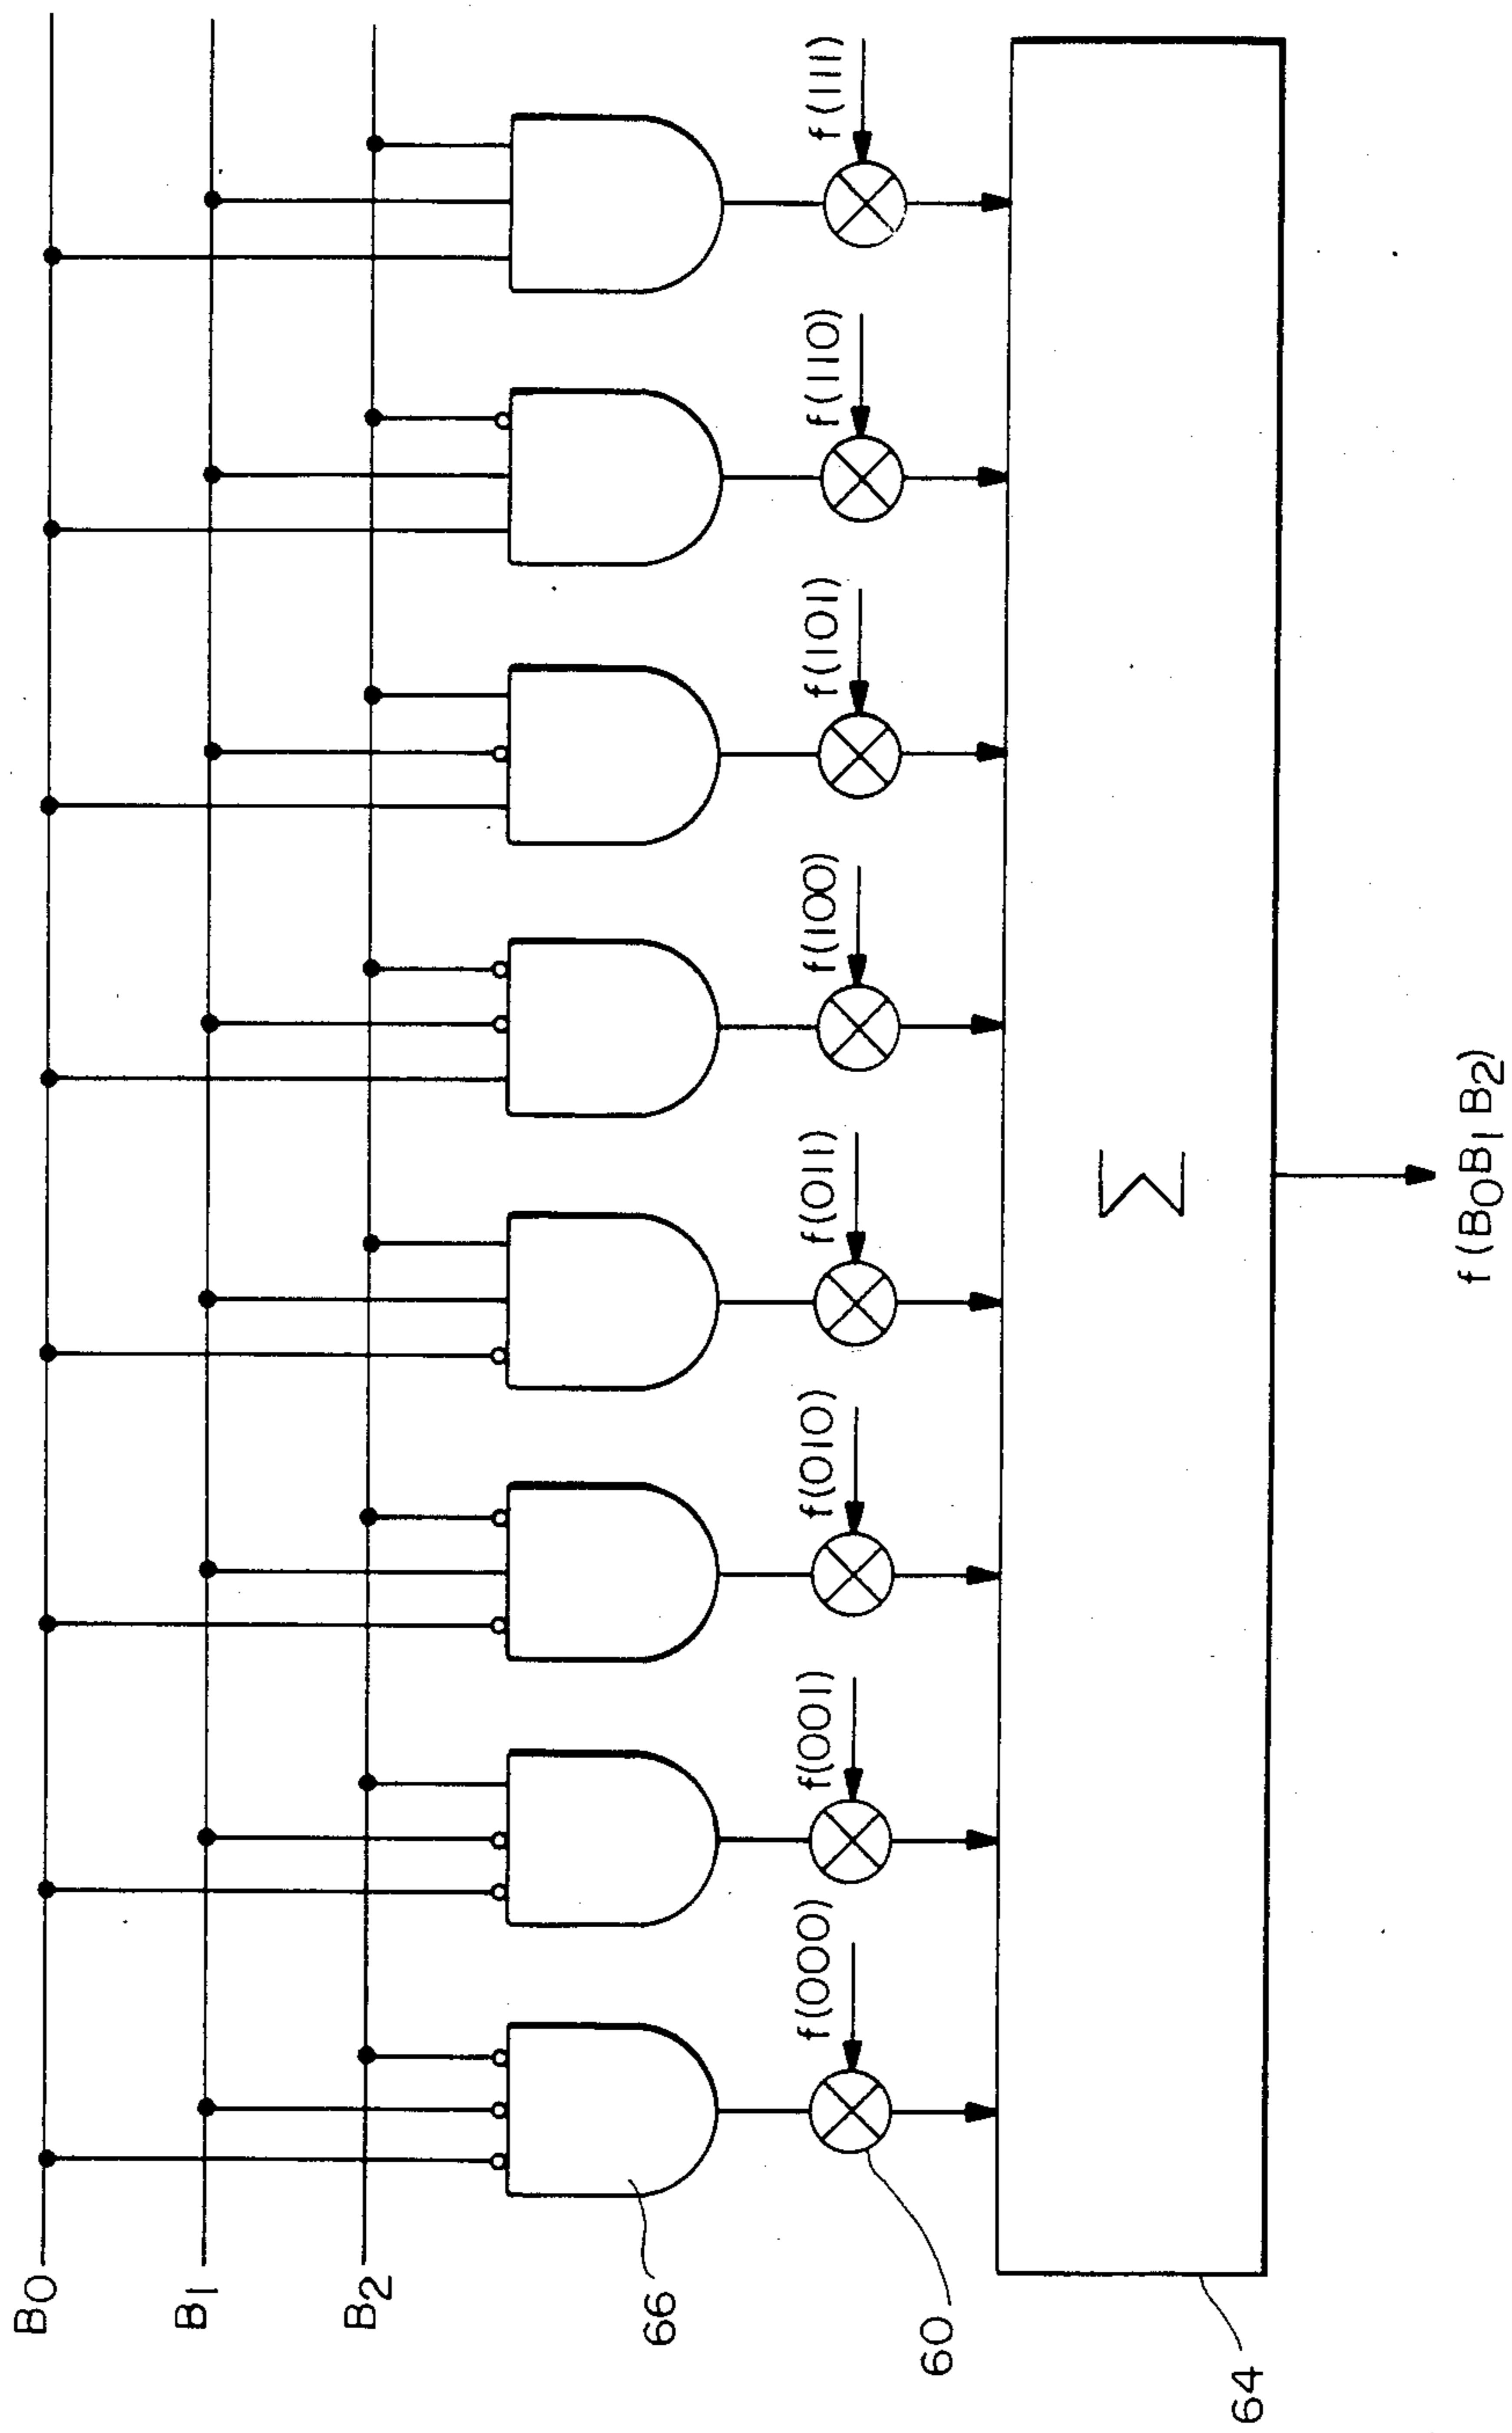 B0
B1
B2
66
f(000)
f(001)
f(010)
f(011)
f(100)
f(101)
f(110)
f(111)
60
Σ
64
f(B0B1B2)